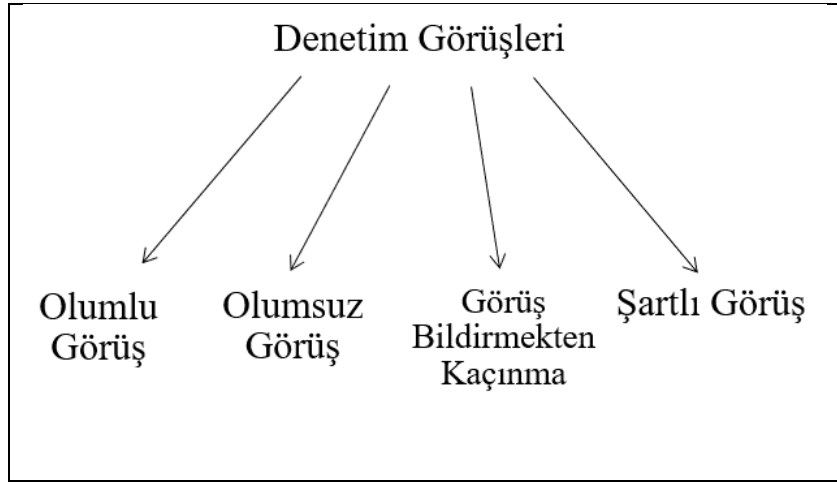 Denetim Görüşleri
Olumlu
Görüş
Olumsuz
Görüş
Görüş
Bildirmekten
Kaçınma
Şartlı Görüş